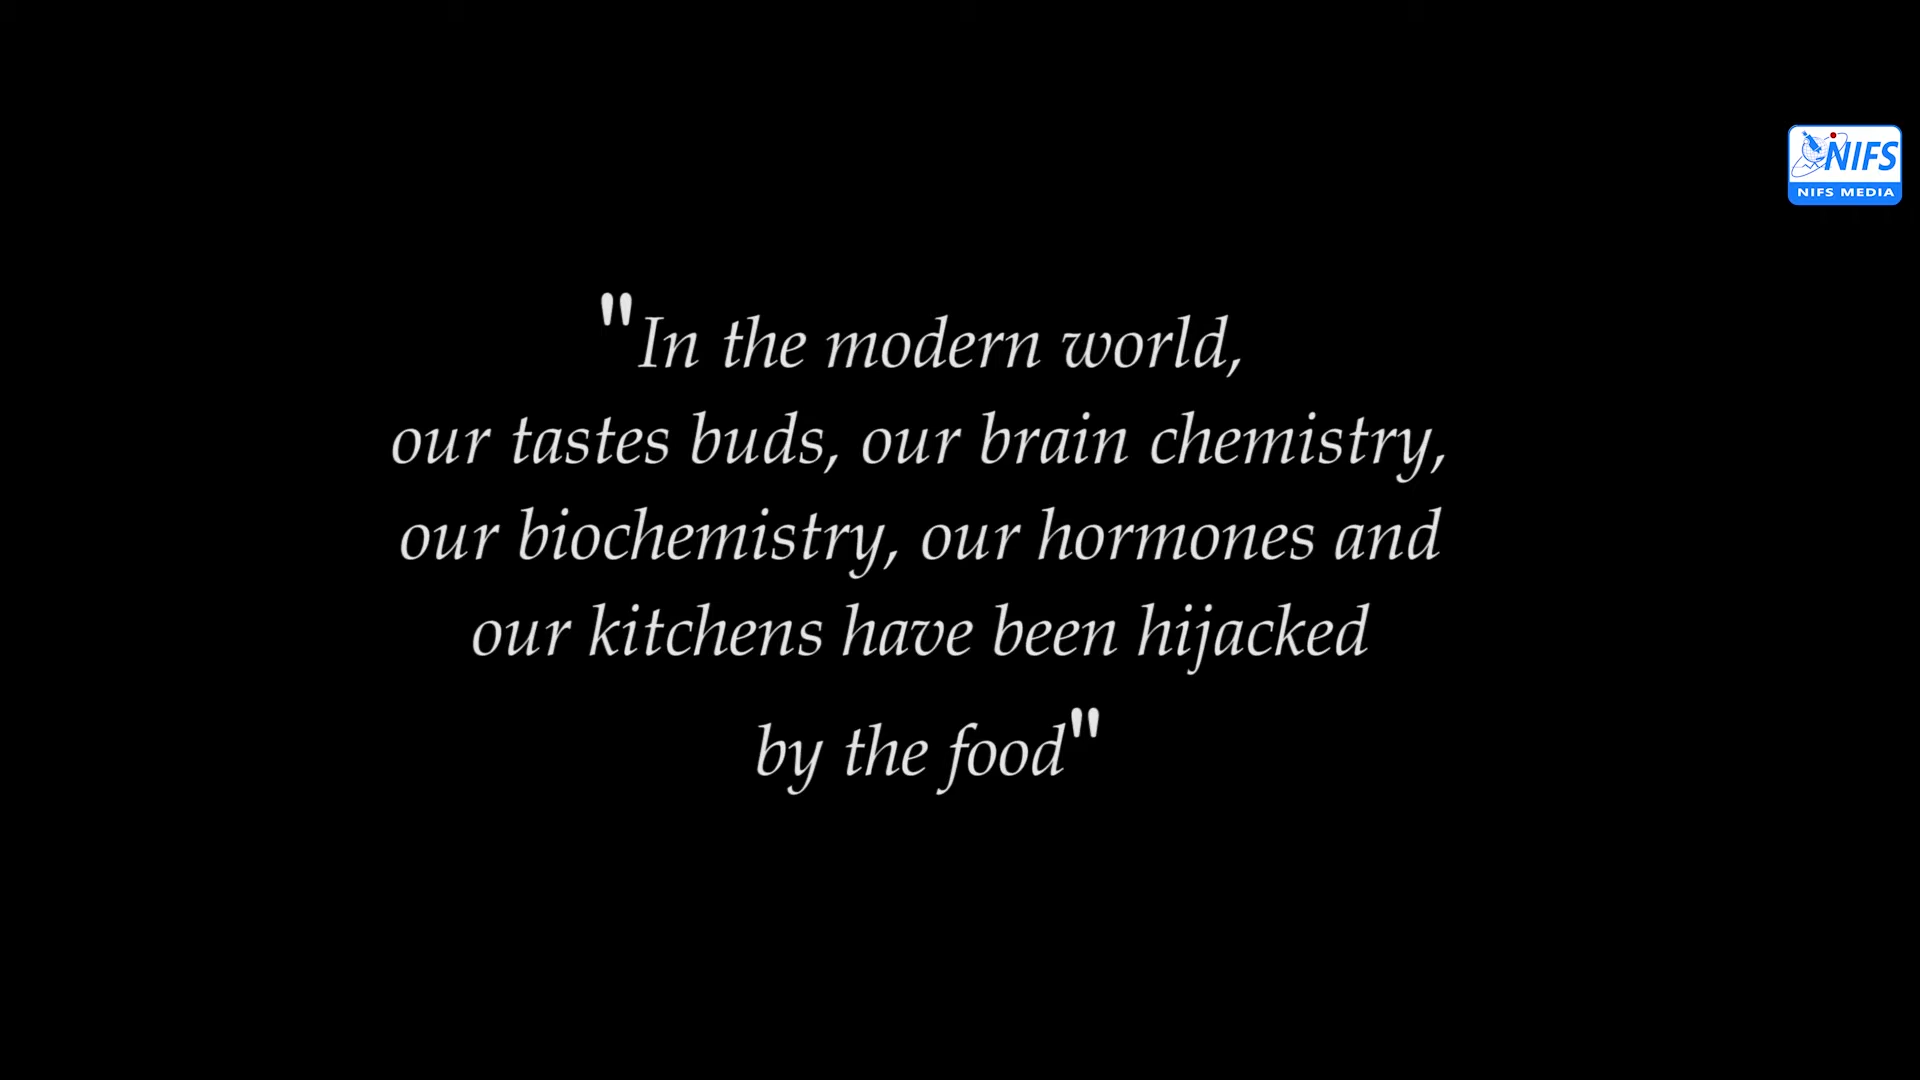 NIFS
NIFS MEDIA
"In the modern world,
our tastes buds, our brain chemistry,
our biochemistry, our hormones and
our kitchens have been hijacked
by the food"